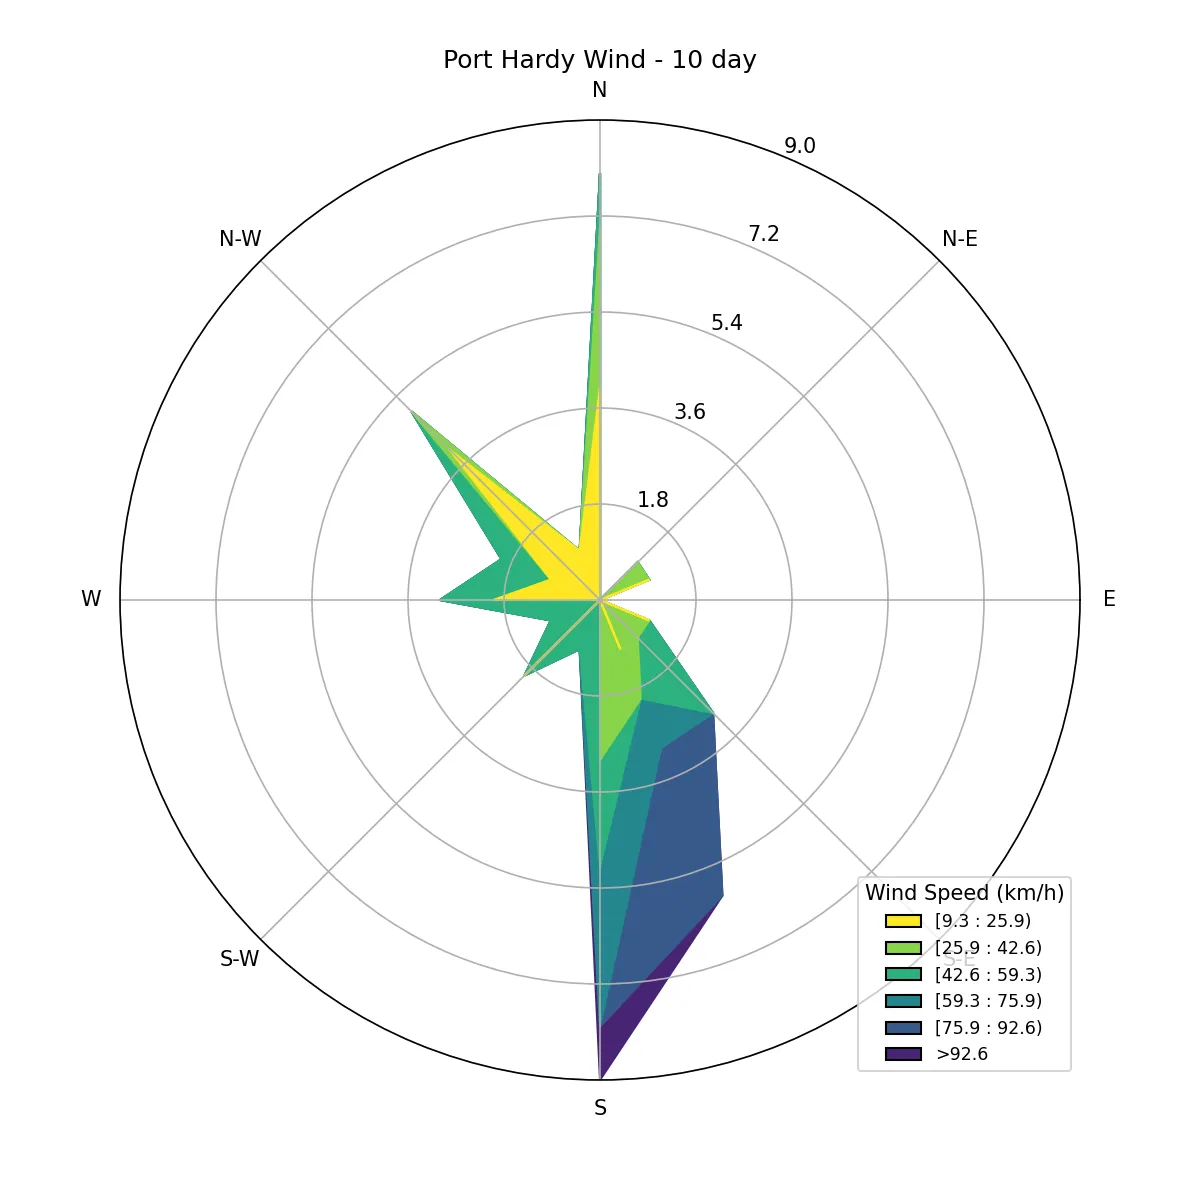 Port Hardy Wind - 10 day
N
9.0
N-W
7.2
N-E
5.4
3.6
1.8
W
E
S-W
S-E
S
Wind Speed (km/h)
[9.3 : 25.9)
[25.9 : 42.6)
[42.6 : 59.3)
[59.3 : 75.9)
[75.9 : 92.6)
>92.6